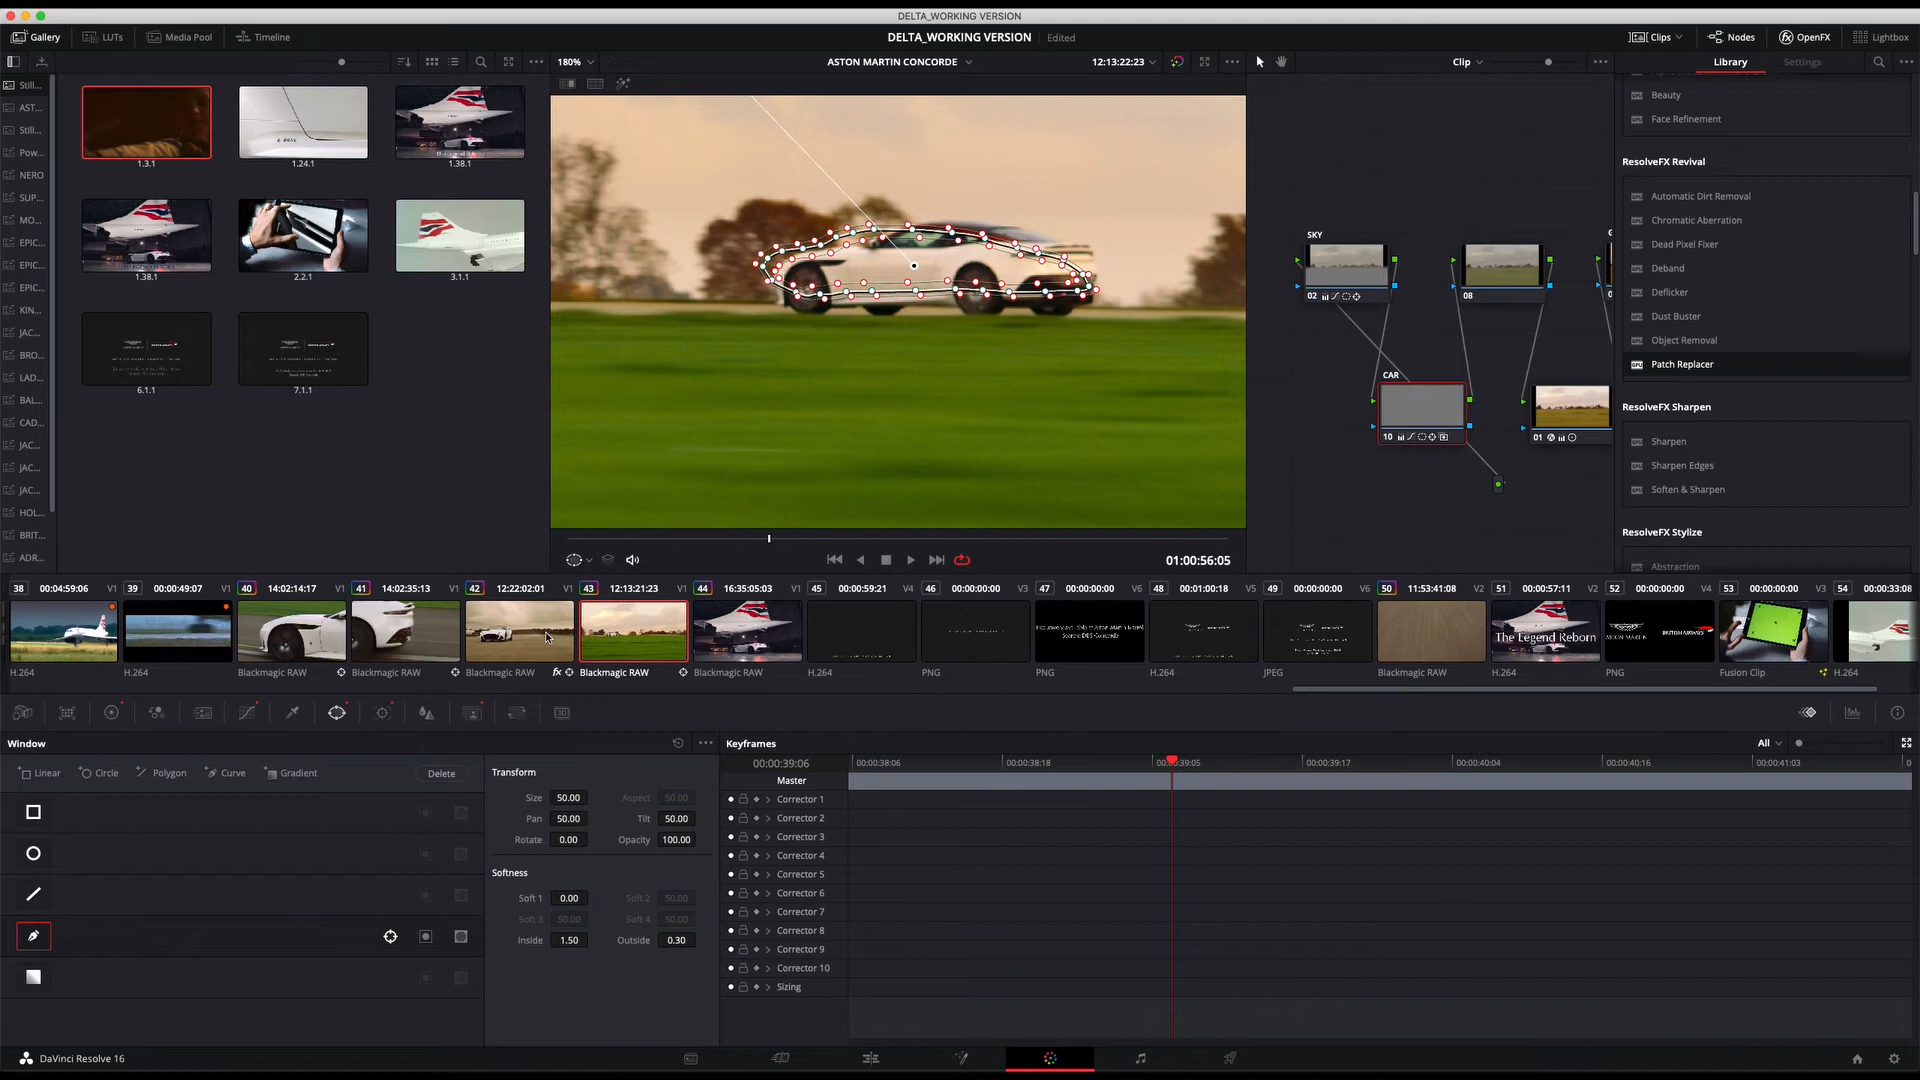 DELTA_WORKING VERSION
Gallery
LUTs
Media Pool
Timeline
DELTA_WORKING VERSION
Edited
Clips
Nodes
OpenFX
Lightbox
180%
ASTON MARTIN CONCORDE
12:13:22:23
Clip
Library
Settings
Still...
AST...
Still...
Pow...
NERO
SUP...
MO...
EPIC...
EPIC...
EPIC...
KIN...
JAC...
BRO...
LAD...
BAL...
CAD...
JAC...
JAC...
JAC...
HOL...
BRIT...
ADR...
1.3.1
1.24.1
1.38.1
1.38.1
2.2.1
3.1.1
6.1.1
7.1.1
SKY
02
08
CAR
10
01
Beauty
Face Refinement
ResolveFX Revival
Automatic Dirt Removal
Chromatic Aberration
Dead Pixel Fixer
Deband
Deflicker
Dust Buster
Object Removal
Patch Replacer
ResolveFX Sharpen
Sharpen
Sharpen Edges
Soften & Sharpen
ResolveFX Stylize
Abstraction
01:00:56:05
38 00:04:59:06 V1 39 00:00:49:07 V1 40 14:02:14:17 V1 41 14:02:35:13 V1 42 12:22:02:01 V1 43 12:13:21:23 V1 44 16:35:05:03 V1 45 00:00:59:21 V4 46 00:00:00:00 V3 47 00:00:00:00 V4 48 00:01:00:18 V5 49 00:00:00:00 V6 50 11:53:41:08 V1 51 00:00:57:11 V2 52 00:00:00:00 V2 53 00:00:00:00 V3 54 00:00:33:08
The Legend Reborn
ASTON MARTIN
BRITISH AIRWAYS
H.264 H.264 Blackmagic RAW Blackmagic RAW Blackmagic RAW fx Blackmagic RAW Blackmagic RAW H.264 PNG PNG H.264 JPEG Blackmagic RAW H.264 PNG Fusion Clip H.264
Window
Linear
Circle
Polygon
Curve
Gradient
Delete
Transform
Size 50.00 Aspect 50.00
Pan 50.00 Tilt 50.00
Rotate 0.00 Opacity 100.00
Softness
Soft 1 0.00 Soft 2 50.00
Soft 3 50.00 Soft 4 50.00
Inside 1.50 Outside 0.30
Keyframes
All
00:00:39:06
00:00:38:06
00:00:38:18
00:00:39:05
00:00:39:17
00:00:40:04
00:00:40:16
00:00:41:03
Master
Corrector 1
Corrector 2
Corrector 3
Corrector 4
Corrector 5
Corrector 6
Corrector 7
Corrector 8
Corrector 9
Corrector 10
Sizing
DaVinci Resolve 16